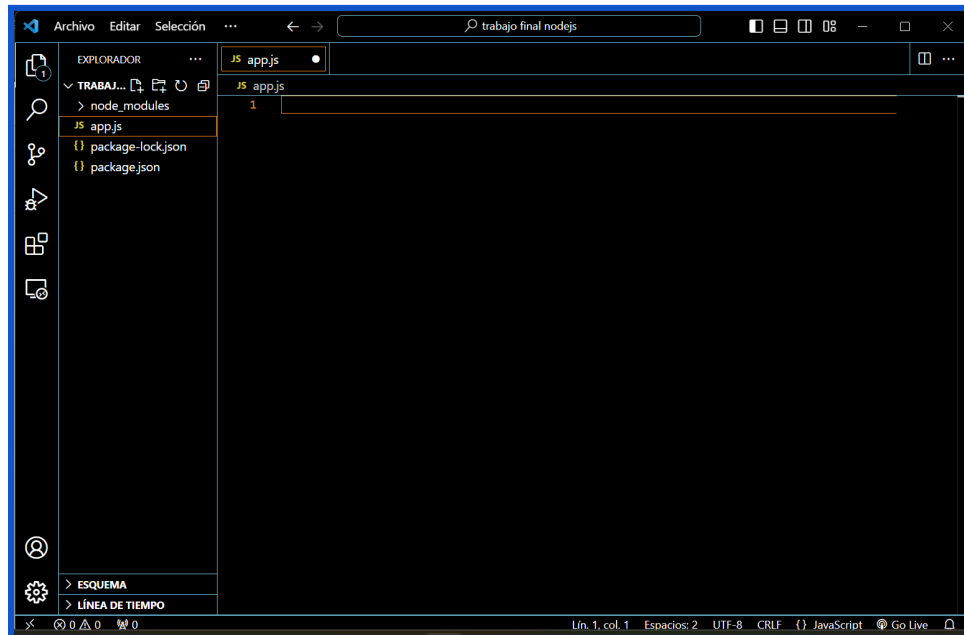 Archivo Editar Selección ... trabajo final nodejs
EXPLORADOR ...
JS app.js
TRABAJ...
JS app.js
node_modules
1
JS app.js
{} package-lock.json
{} package.json
1
ESQUEMA
LÍNEA DE TIEMPO
0 0 0 Lín. 1, col. 1 Espacios: 2 UTF-8 CRLF {} JavaScript Go Live